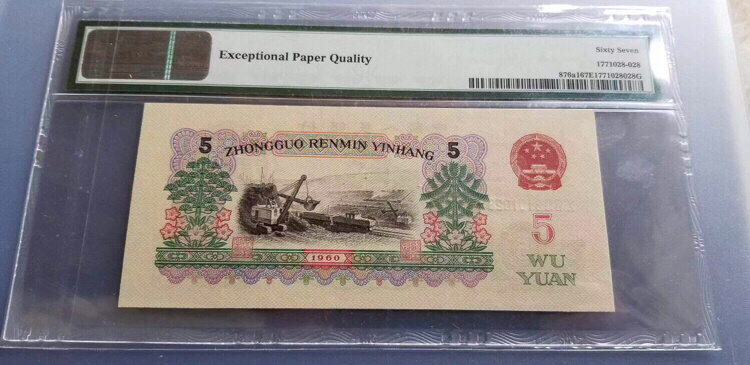 Exceptional Paper Quality
Sixty Seven
1771028-028
870a167E1771028028G
5 ZHONGGUO RENMIN YINHANG 5
1960
5
WU
YUAN